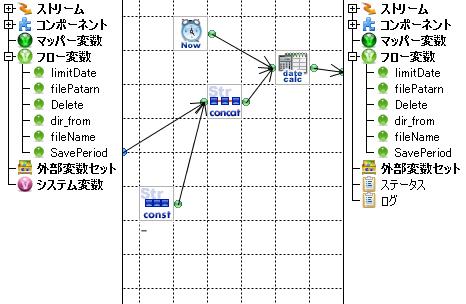 ストリーム
コンポーネント
マッパー変数
フロー変数
limitDate
filePatarn
Delete
dir_from
fileName
SavePeriod
外部変数セット
システム変数
Now
date
calc
Str
concat
Str
const
ストリーム
コンポーネント
マッパー変数
フロー変数
limitDate
filePatarn
Delete
dir_from
fileName
SavePeriod
外部変数セット
ステータス
ログ